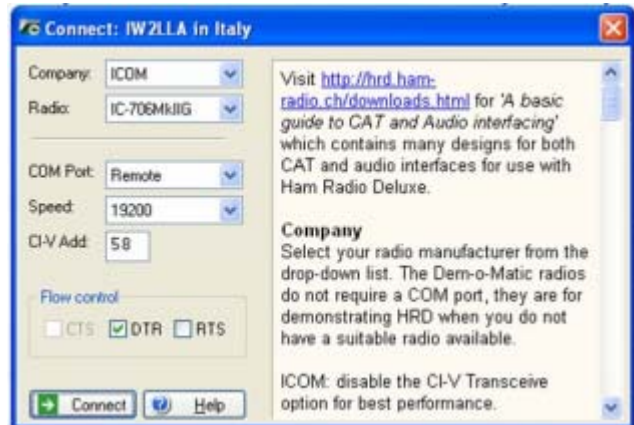 Connect: IW2LLA in Italy
Company: ICOM
Radio: IC-706MkIIG
COM Port: Remote
Speed: 19200
CI-V Add: 58
Flow control
CTS DTR RTS
Connect Help
Visit http://hrd.ham-
radio.ch/downloads.html for 'A basic
guide to CAT and Audio interfacing'
which contains many designs for both
CAT and audio interfaces for use with
Ham Radio Deluxe.
Company
Select your radio manufacturer from the
drop-down list. The Dem-o-Matic radios
do not require a COM port, they are for
demonstrating HRD when you do not
have a suitable radio available.
ICOM: disable the CI-V Transceive
option for best performance.